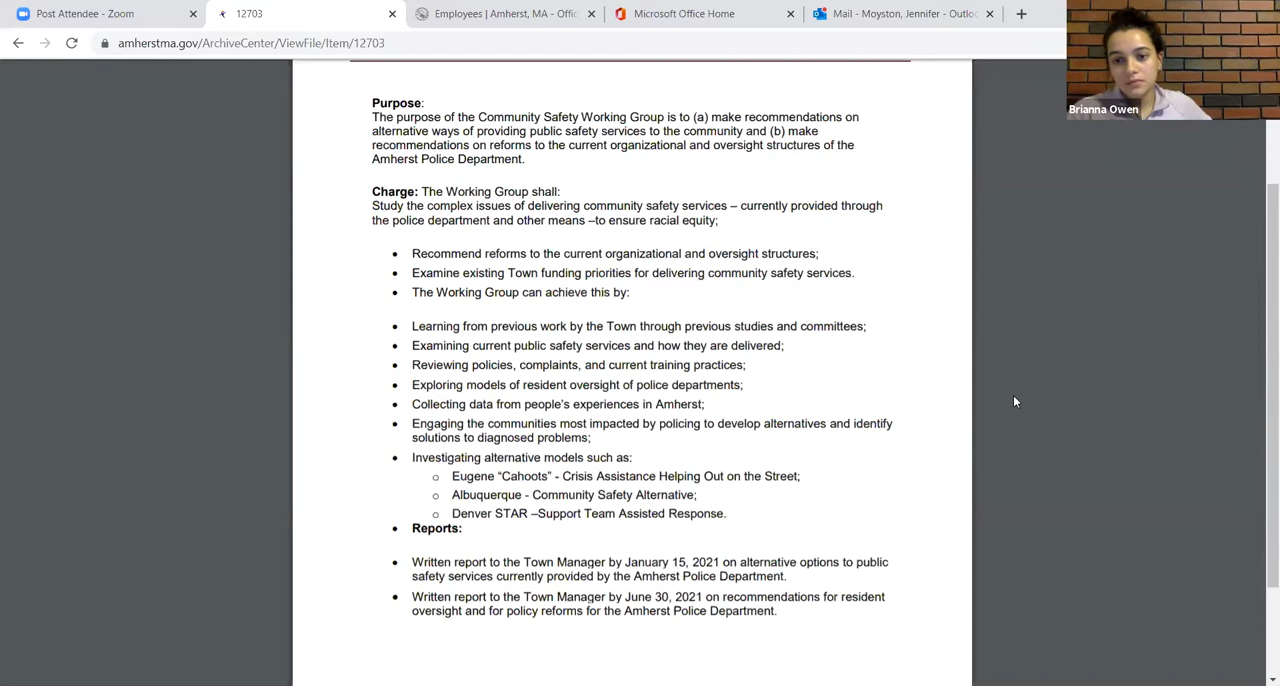 Post Attendee - Zoom
12703
Employees | Amherst, MA - Offic
Microsoft Office Home
Mail - Moyston, Jennifer - Outloo
amherstma.gov/ArchiveCenter/ViewFile/Item/12703
Brianna Owen
Purpose:
The purpose of the Community Safety Working Group is to (a) make recommendations on
alternative ways of providing public safety services to the community and (b) make
recommendations on reforms to the current organizational and oversight structures of the
Amherst Police Department.
Charge: The Working Group shall:
Study the complex issues of delivering community safety services – currently provided through
the police department and other means –to ensure racial equity;
• Recommend reforms to the current organizational and oversight structures;
• Examine existing Town funding priorities for delivering community safety services.
• The Working Group can achieve this by:
• Learning from previous work by the Town through previous studies and committees;
• Examining current public safety services and how they are delivered;
• Reviewing policies, complaints, and current training practices;
• Exploring models of resident oversight of police departments;
• Collecting data from people's experiences in Amherst;
• Engaging the communities most impacted by policing to develop alternatives and identify
solutions to diagnosed problems;
• Investigating alternative models such as:
o Eugene “Cahoots” - Crisis Assistance Helping Out on the Street;
o Albuquerque - Community Safety Alternative;
o Denver STAR –Support Team Assisted Response.
• Reports:
• Written report to the Town Manager by January 15, 2021 on alternative options to public
safety services currently provided by the Amherst Police Department.
• Written report to the Town Manager by June 30, 2021 on recommendations for resident
oversight and for policy reforms for the Amherst Police Department.